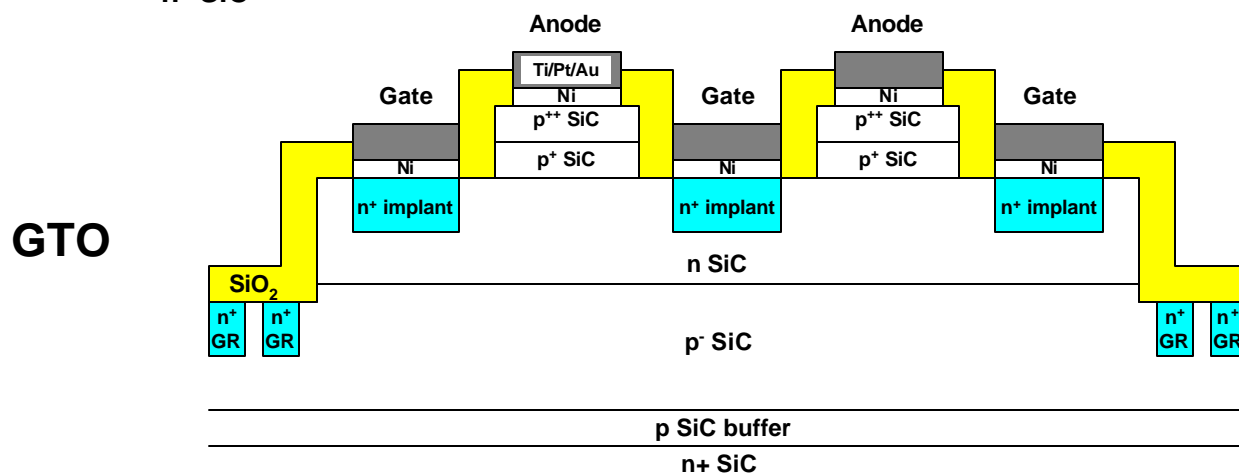 Anode Anode
Ti/Pt/Au
Gate Ni Gate Ni Gate
p⁺⁺ SiC p⁺⁺ SiC
Ni p⁺ SiC Ni p⁺ SiC Ni
n⁺ implant n⁺ implant n⁺ implant
GTO
n SiC
SiO₂
n⁺ n⁺ n⁺ n⁺
GR GR GR GR
p⁻ SiC
p SiC buffer
n+ SiC